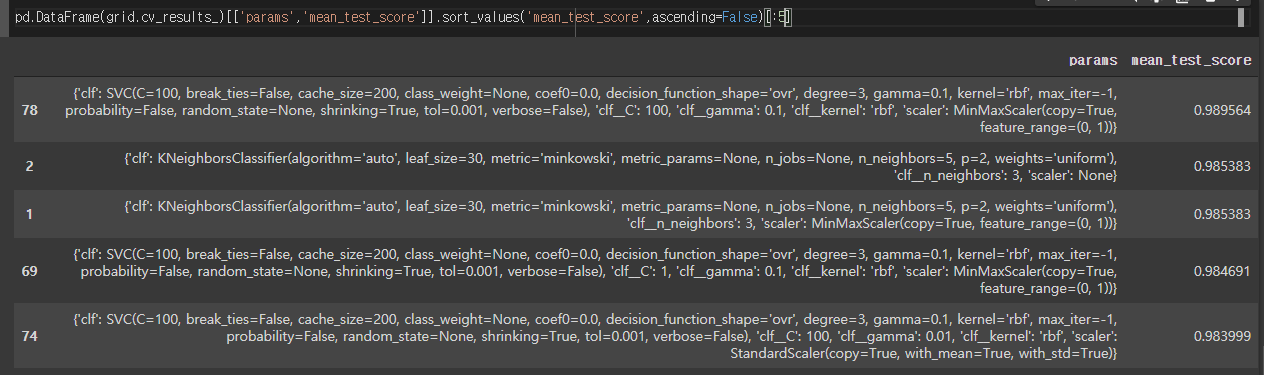 pd.DataFrame(grid.cv_results_)[['params','mean_test_score']].sort_values('mean_test_score',ascending=False)[:5]
params mean_test_score
78 {'clf': SVC(C=100, break_ties=False, cache_size=200, class_weight=None, coef0=0.0, decision_function_shape='ovr', degree=3, gamma=0.1, kernel='rbf', max_iter=-1,
probability=False, random_state=None, shrinking=True, tol=0.001, verbose=False), 'clf__C': 100, 'clf__gamma': 0.1, 'clf__kernel': 'rbf', 'scaler': MinMaxScaler(copy=True,
feature_range=(0, 1))} 0.989564
2 {'clf': KNeighborsClassifier(algorithm='auto', leaf_size=30, metric='minkowski', metric_params=None, n_jobs=None, n_neighbors=5, p=2, weights='uniform'),
'clf__n_neighbors': 3, 'scaler': None} 0.985383
1 {'clf': KNeighborsClassifier(algorithm='auto', leaf_size=30, metric='minkowski', metric_params=None, n_jobs=None, n_neighbors=5, p=2, weights='uniform'),
'clf__n_neighbors': 3, 'scaler': MinMaxScaler(copy=True, feature_range=(0, 1))} 0.985383
69 {'clf': SVC(C=100, break_ties=False, cache_size=200, class_weight=None, coef0=0.0, decision_function_shape='ovr', degree=3, gamma=0.1, kernel='rbf', max_iter=-1,
probability=False, random_state=None, shrinking=True, tol=0.001, verbose=False), 'clf__C': 1, 'clf__gamma': 0.1, 'clf__kernel': 'rbf', 'scaler': MinMaxScaler(copy=True,
feature_range=(0, 1))} 0.984691
74 {'clf': SVC(C=100, break_ties=False, cache_size=200, class_weight=None, coef0=0.0, decision_function_shape='ovr', degree=3, gamma=0.1, kernel='rbf', max_iter=-1,
probability=False, random_state=None, shrinking=True, tol=0.001, verbose=False), 'clf__C': 100, 'clf__gamma': 0.01, 'clf__kernel': 'rbf', 'scaler':
StandardScaler(copy=True, with_mean=True, with_std=True)} 0.983999